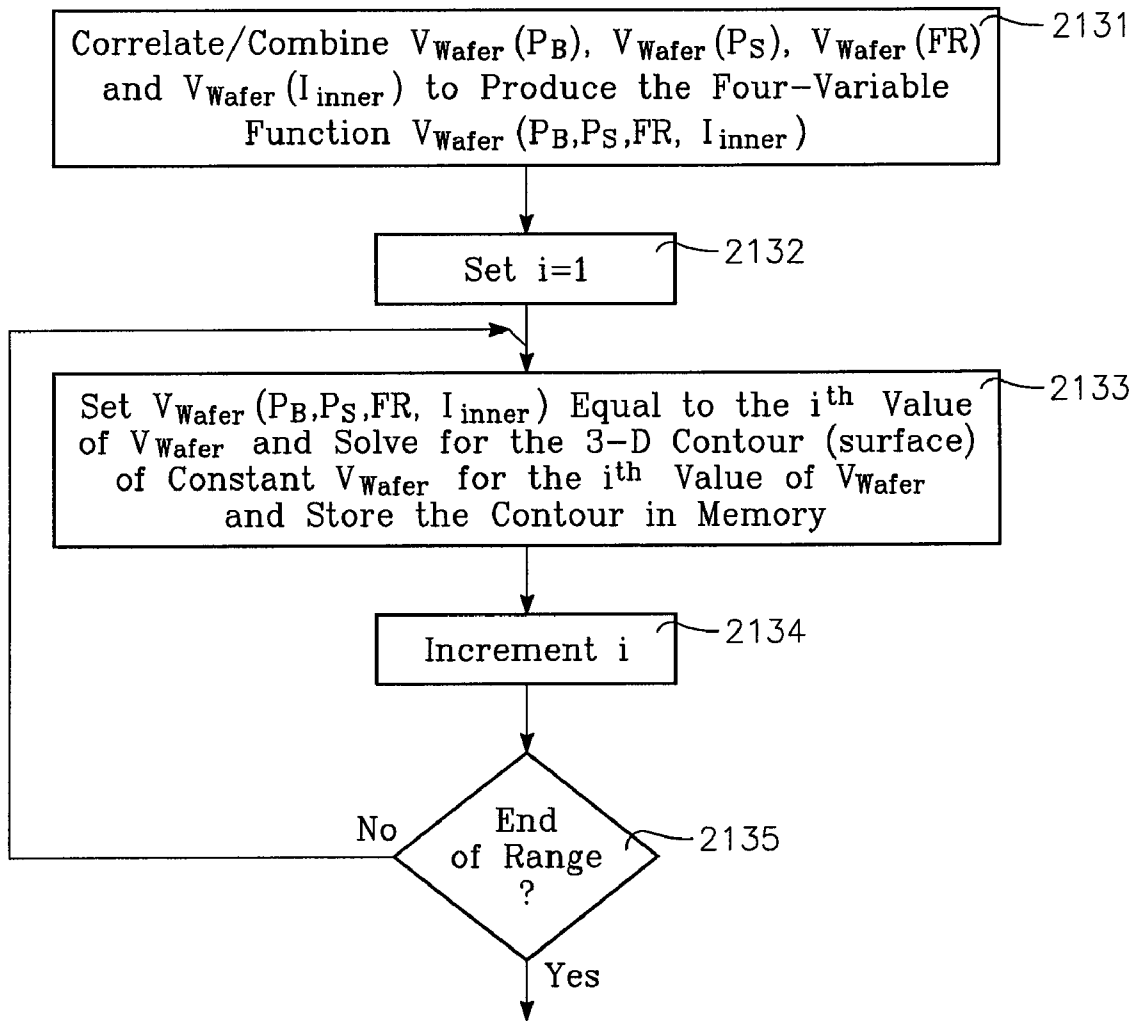 Correlate/Combine V_Wafer (P_B), V_Wafer (P_S), V_Wafer (FR)
and V_Wafer (I_inner) to Produce the Four-Variable
Function V_Wafer (P_B,P_S,FR, I_inner)
2131
Set i=1
2132
Set V_Wafer (P_B,P_S,FR, I_inner) Equal to the i^th Value
of V_Wafer and Solve for the 3-D Contour (surface)
of Constant V_Wafer for the i^th Value of V_Wafer
and Store the Contour in Memory
2133
Increment i
2134
End
of Range
?
2135
No
Yes